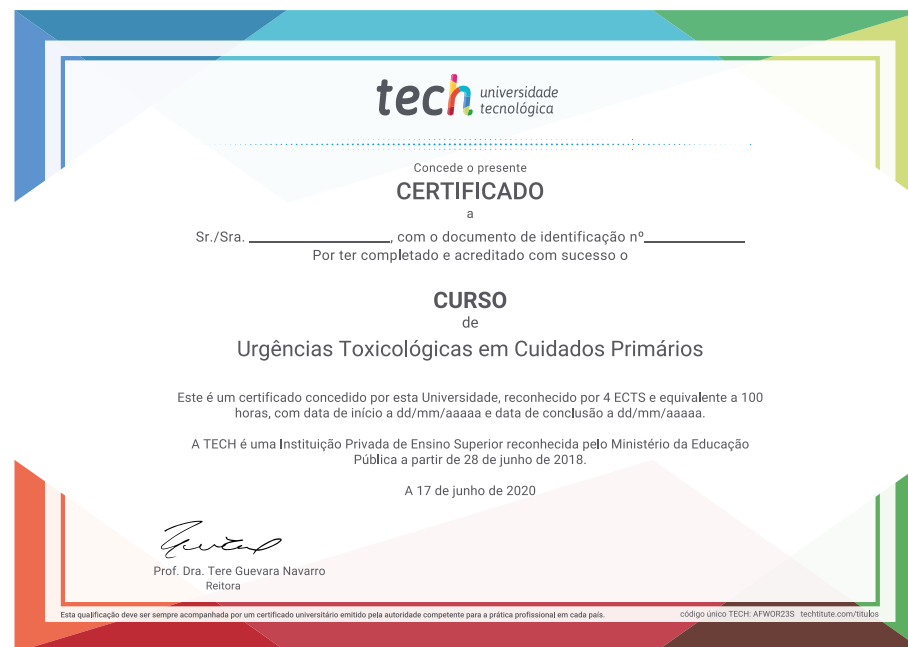 tech universidade
tecnológica
Concede o presente
CERTIFICADO
a
Sr./Sra. , com o documento de identificação nº
Por ter completado e acreditado com sucesso o
CURSO
de
Urgências Toxicológicas em Cuidados Primários
Este é um certificado concedido por esta Universidade, reconhecido por 4 ECTS e equivalente a 100
horas, com data de início a dd/mm/aaaaa e data de conclusão a dd/mm/aaaaa.
A TECH é uma Instituição Privada de Ensino Superior reconhecida pelo Ministério da Educação
Pública a partir de 28 de junho de 2018.
A 17 de junho de 2020
Prof. Dra. Tere Guevara Navarro
Reitora
Esta qualificação deve ser sempre acompanhada por um certificado universitário emitido pela autoridade competente para a prática profissional em cada país. código único TECH: AFWOR23S techtitute.com/titulos